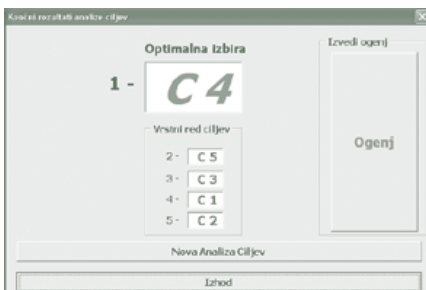 Končni rezultati analize ciljev
Optimalna Izbira
1 - C 4
Vrstni red ciljev
2 - C 5
3 - C 3
4 - C 1
5 - C 2
Izvedi ogenj
Ogenj
Nova Analiza Ciljev
Izhod